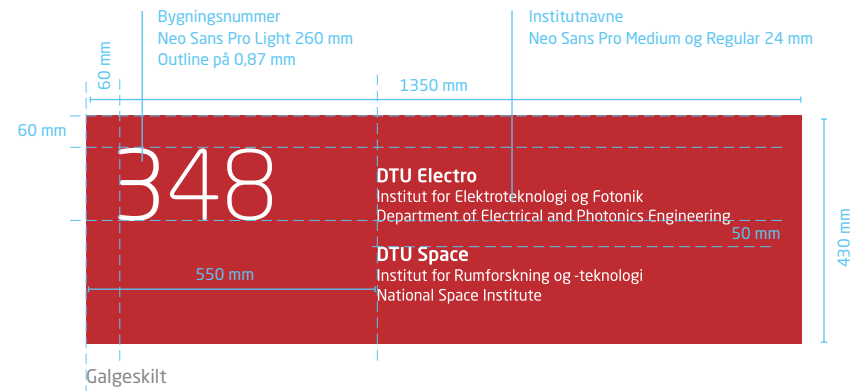 Bygningsnummer
Neo Sans Pro Light 260 mm
Outline på 0,87 mm
Institutnavne
Neo Sans Pro Medium og Regular 24 mm
60 mm
1350 mm
60 mm
348
DTU Electro
Institut for Elektroteknologi og Fotonik
Department of Electrical and Photonics Engineering
50 mm
DTU Space
Institut for Rumforskning og -teknologi
National Space Institute
550 mm
430 mm
Galgeskilt